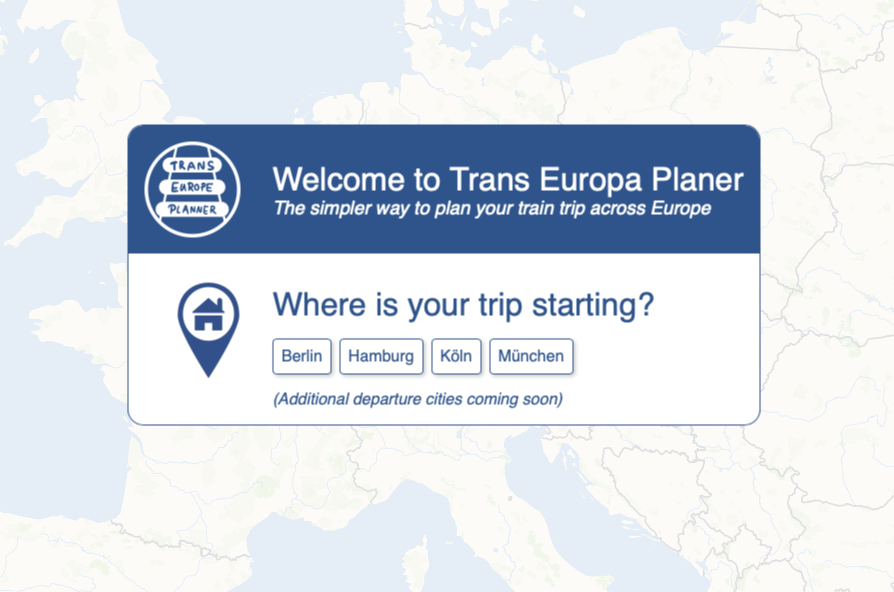 TRANS
EUROPE
PLANNER
Welcome to Trans Europa Planer
The simpler way to plan your train trip across Europe
Where is your trip starting?
Berlin Hamburg Köln München
(Additional departure cities coming soon)